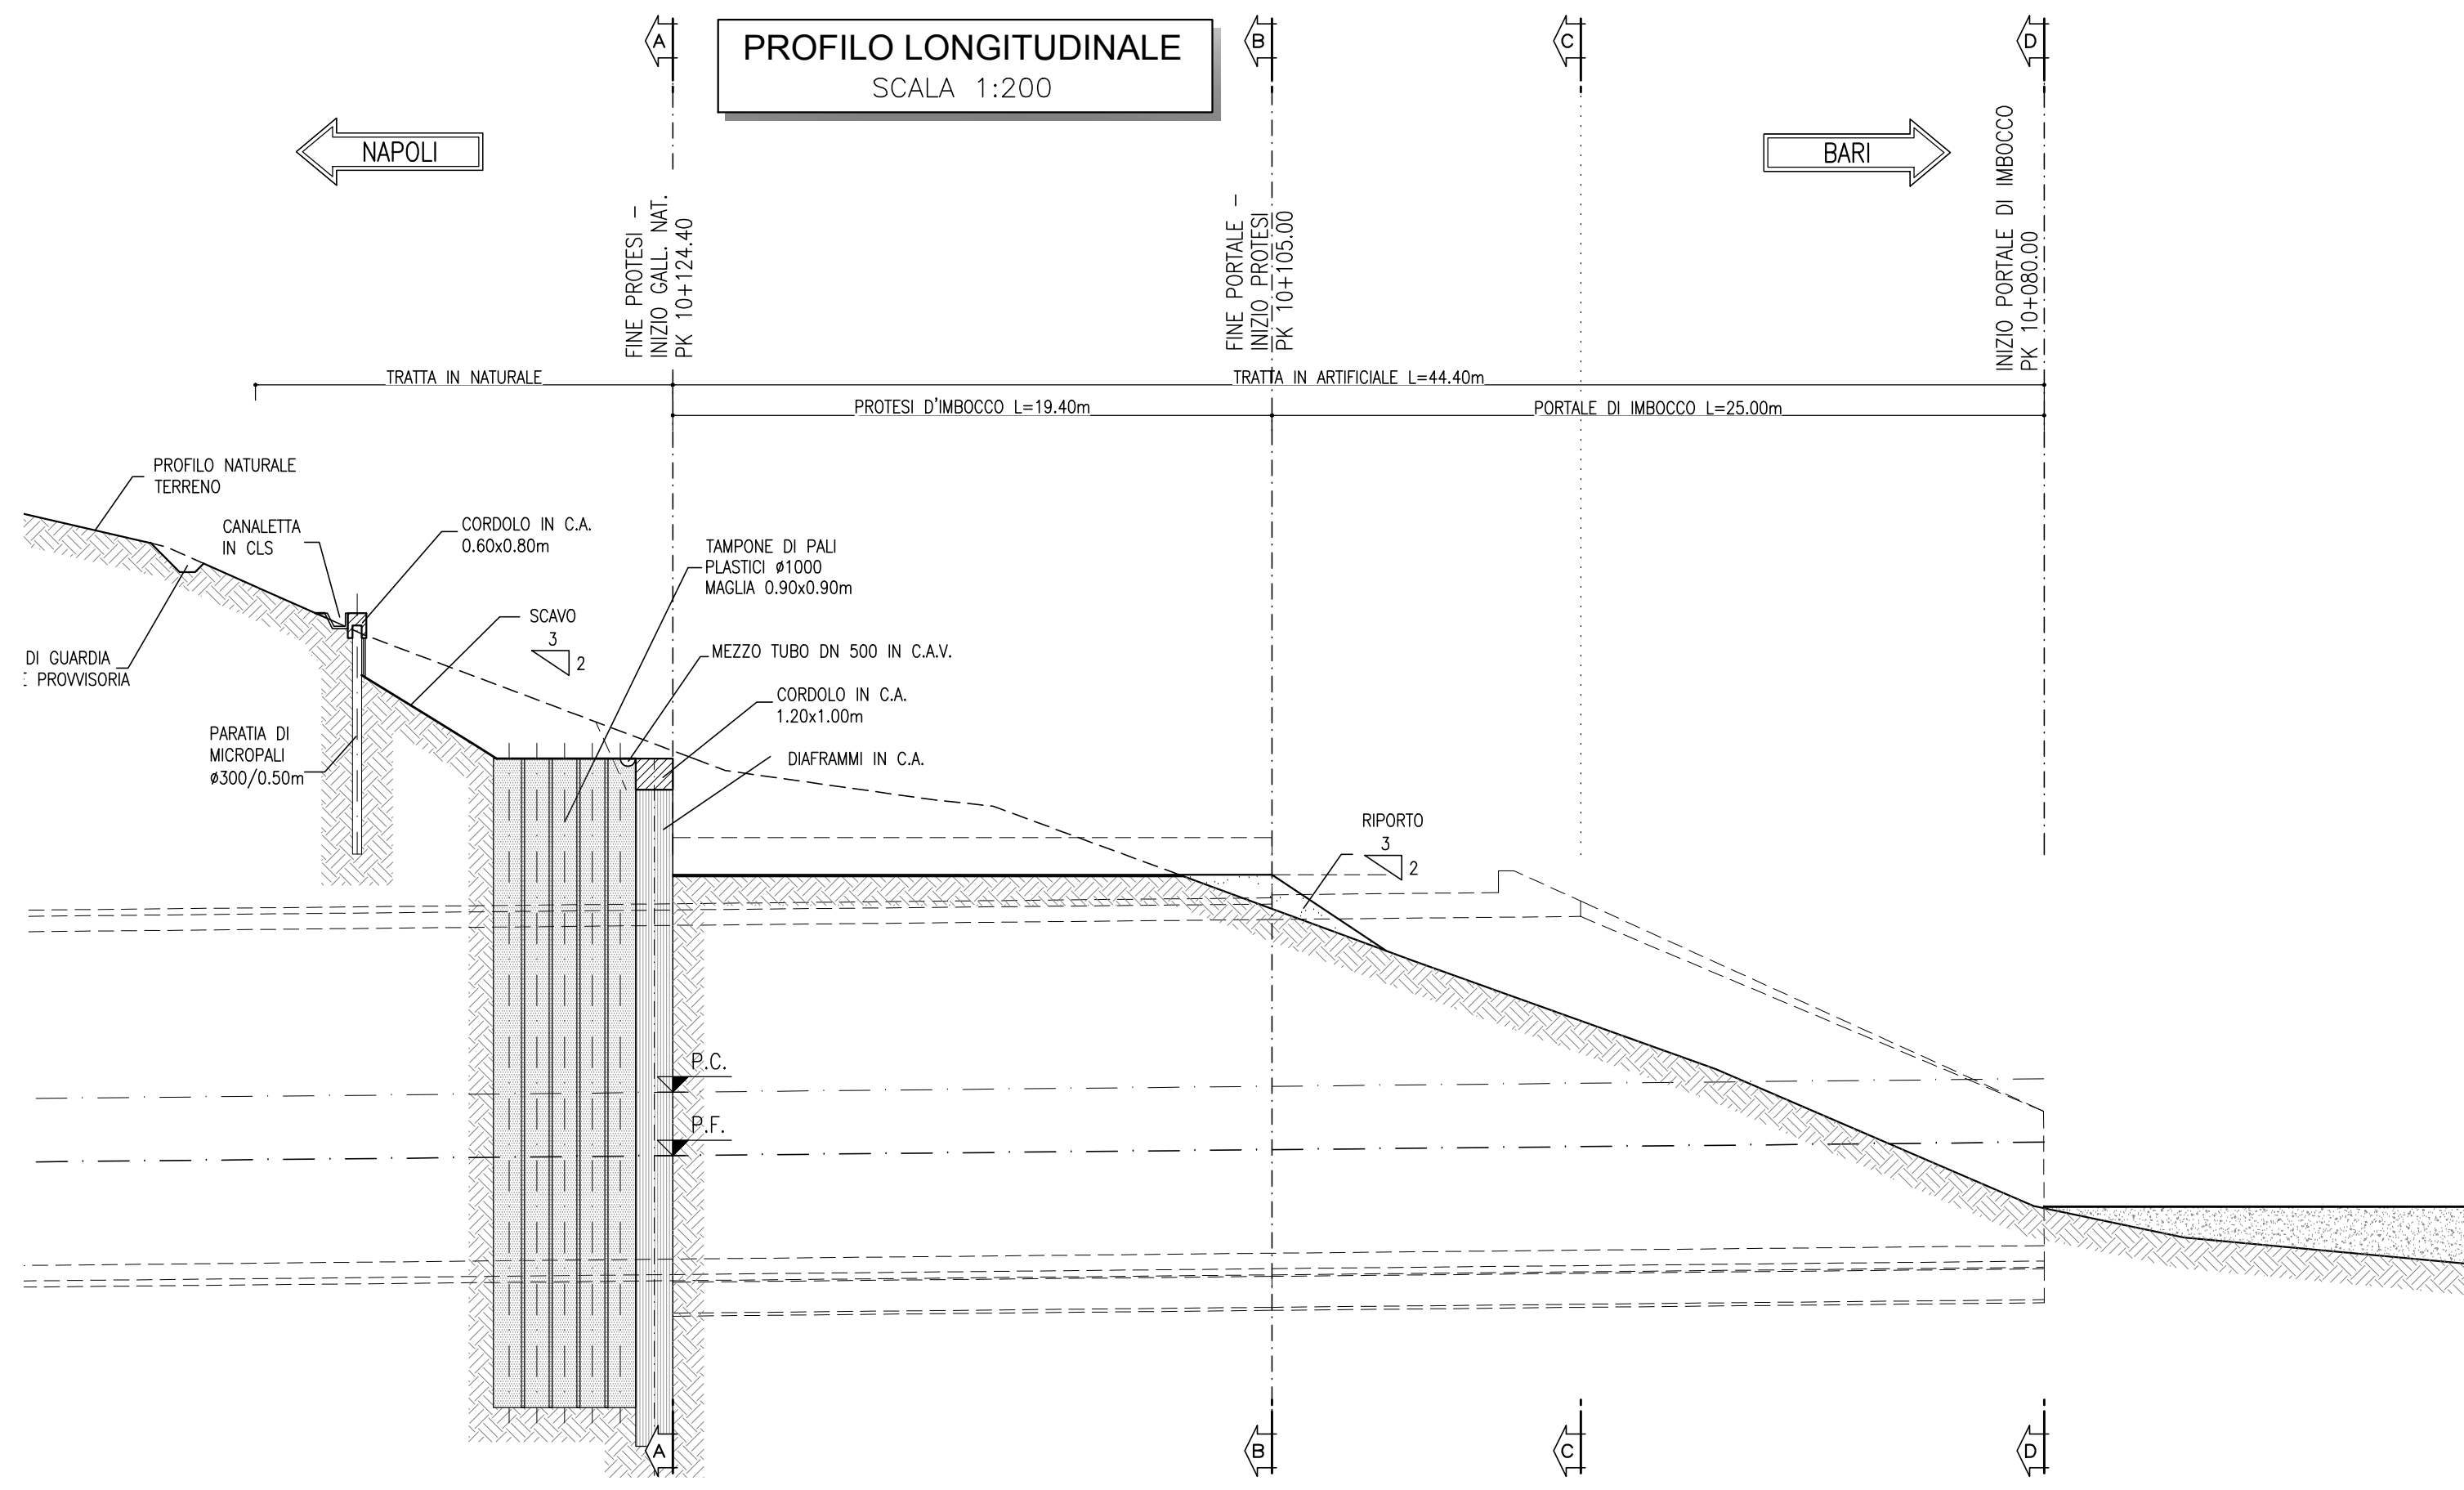 A
B
C
D
PROFILO LONGITUDINALE
SCALA 1:200
NAPOLI
BARI
FINE PROTESI –
INIZIO GALL. NAT.
PK 10+124.40
FINE PORTALE –
INIZIO PROTESI
PK 10+105.00
INIZIO PORTALE DI IMBOCCO
PK 10+080.00
TRATTA IN NATURALE
TRATTA IN ARTIFICIALE L=44.40m
PROTESI D'IMBOCCO L=19.40m
PORTALE DI IMBOCCO L=25.00m
PROFILO NATURALE
TERRENO
CANALETTA
IN CLS
CORDOLO IN C.A.
0.60x0.80m
TAMPONE DI PALI
PLASTICI ø1000
MAGLIA 0.90x0.90m
SCAVO
3
2
MEZZO TUBO DN 500 IN C.A.V.
DI GUARDIA
PROVVISORIA
CORDOLO IN C.A.
1.20x1.00m
PARATIA DI
MICROPALI
ø300/0.50m
DIAFRAMMI IN C.A.
RIPORTO
3
2
P.C.
P.F.
A
B
C
D